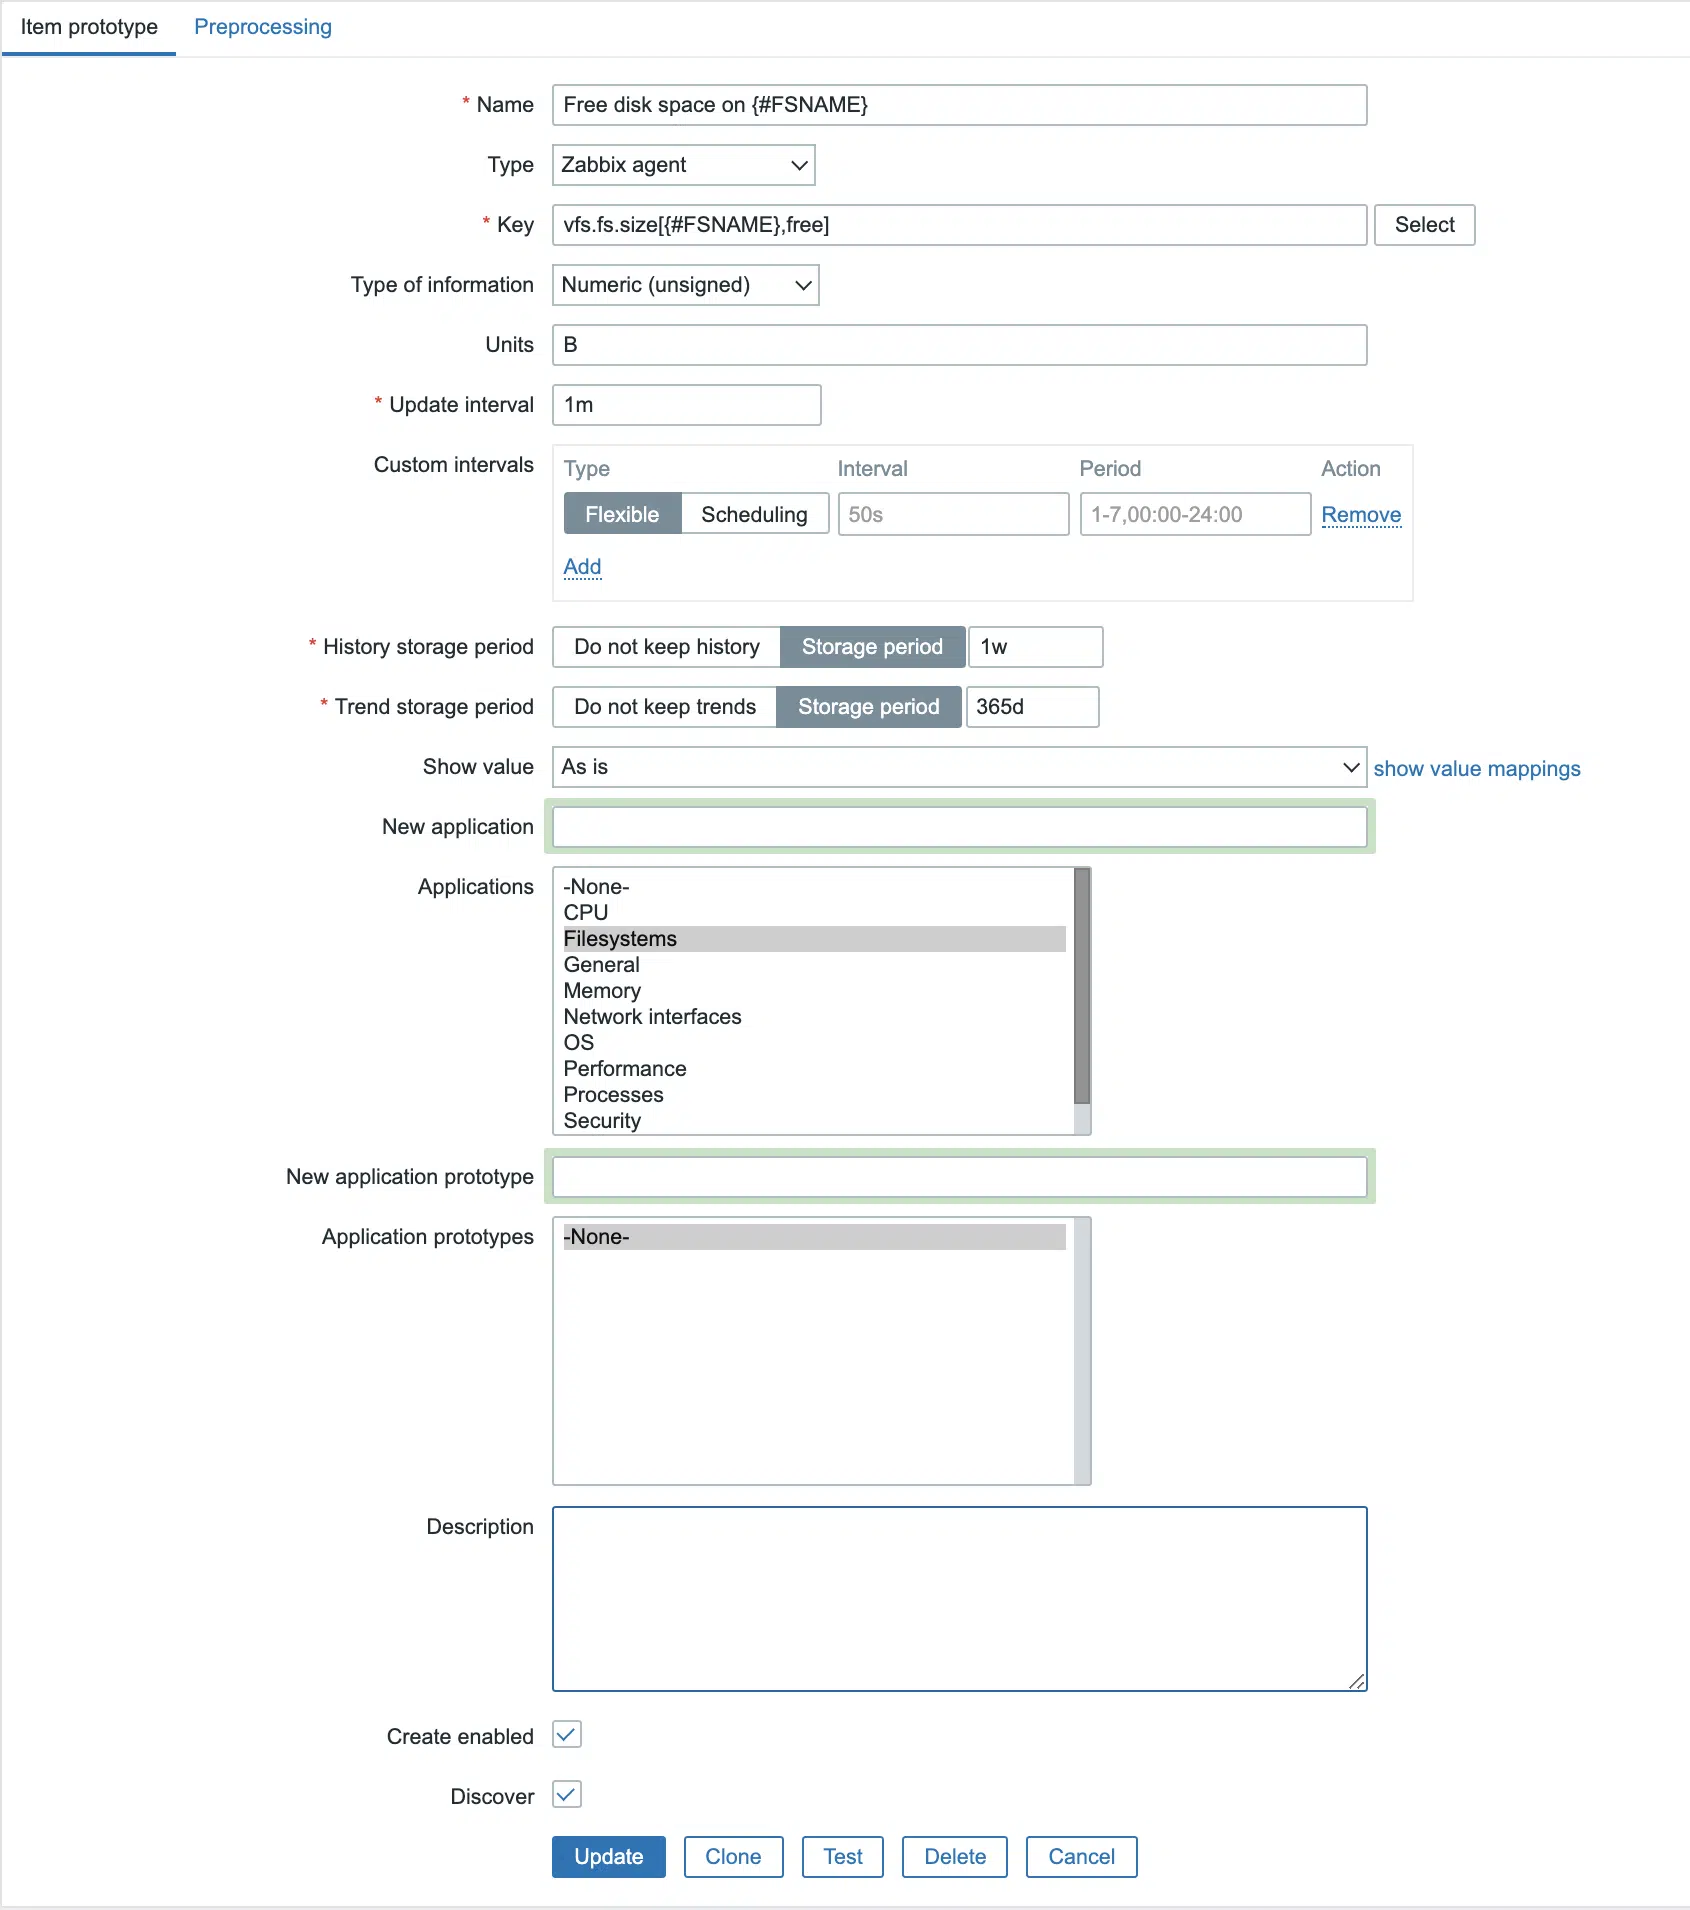 Item prototype Preprocessing
* Name Free disk space on {#FSNAME}
Type Zabbix agent
* Key vfs.fs.size[{#FSNAME},free] Select
Type of information Numeric (unsigned)
Units B
* Update interval 1m
Custom intervals Type Interval Period Action
Flexible Scheduling 50s 1-7,00:00-24:00 Remove
Add
* History storage period Do not keep history Storage period 1w
* Trend storage period Do not keep trends Storage period 365d
Show value As is show value mappings
New application
Applications -None-
CPU
Filesystems
General
Memory
Network interfaces
OS
Performance
Processes
Security
New application prototype
Application prototypes -None-
Description
Create enabled
Discover
Update Clone Test Delete Cancel